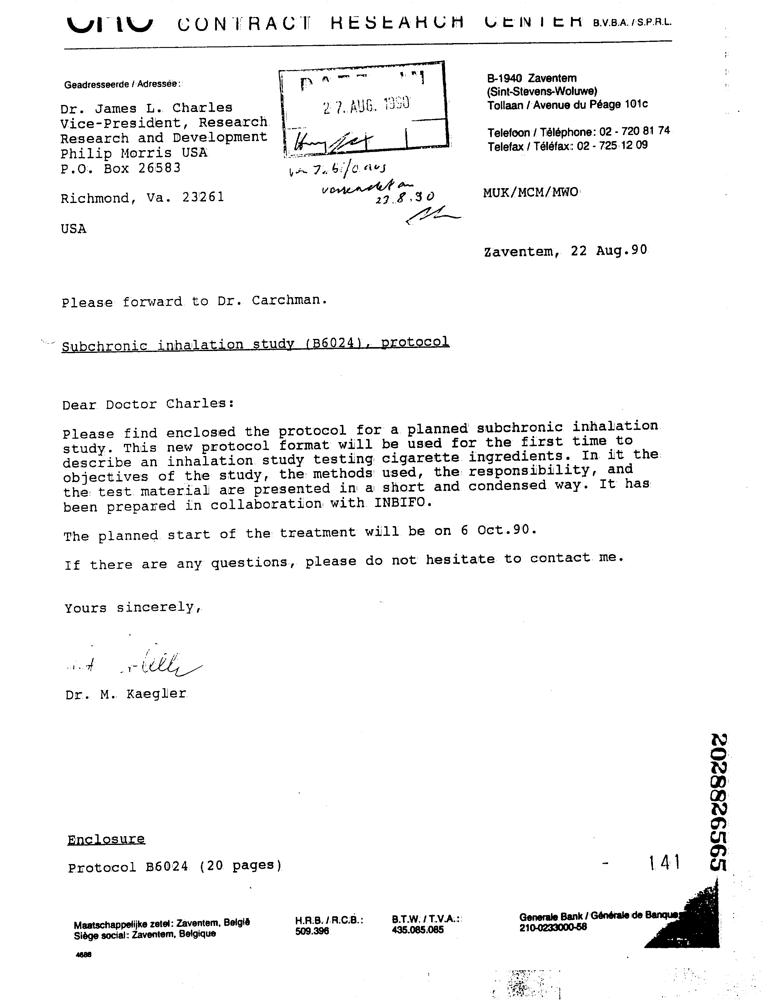 CONTRACT RESEARCH CENTER B.V.B.A. / S.P.R.L.
Geadresseerde / Adressée:
Dr. James L. Charles
Vice-President, Research
Research and Development
Philip Morris USA
P.O. Box 26583
Richmond, Va. 23261
USA
27. AUG. 1990
23.8.90
B-1940 Zaventem
(Sint-Stevens-Woluwe)
Tollaan / Avenue du Péage 101c
Telefoon / Téléphone: 02 - 720 81 74
Telefax / Téléfax: 02 - 725 12 09
MUK/MCM/MWO
Zaventem, 22 Aug.90
Please forward to Dr. Carchman.
Subchronic inhalation study (B6024), protocol
Dear Doctor Charles:
Please find enclosed the protocol for a planned subchronic inhalation
study. This new protocol format will be used for the first time to
describe an inhalation study testing cigarette ingredients. In it the
objectives of the study, the methods used, the responsibility, and
the test material are presented in a short and condensed way. It has
been prepared in collaboration with INBIFO.
The planned start of the treatment will be on 6 Oct.90.
If there are any questions, please do not hesitate to contact me.
Yours sincerely,
Dr. M. Kaegler
Enclosure
Protocol B6024 (20 pages)
- 141
2028826565
Maatschappelijke zetel: Zaventem, België
Siège social: Zaventem, Belgique
H.R.B. / R.C.B.:
509.396
B.T.W. / T.V.A.:
435.085.085
Generale Bank / Générale de Banque
210-0233000-58
4686